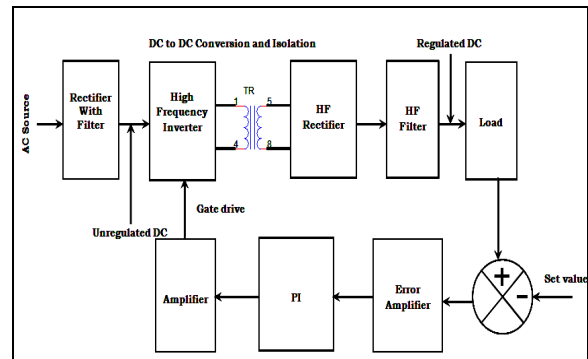 DC to DC Conversion and Isolation
Regulated DC
AC Source
Rectifier
With
Filter
High
Frequency
Inverter
TR
1
5
4
8
HF
Rectifier
HF
Filter
Load
Unregulated DC
Gate drive
Amplifier
PI
Error
Amplifier
+
-
Set value